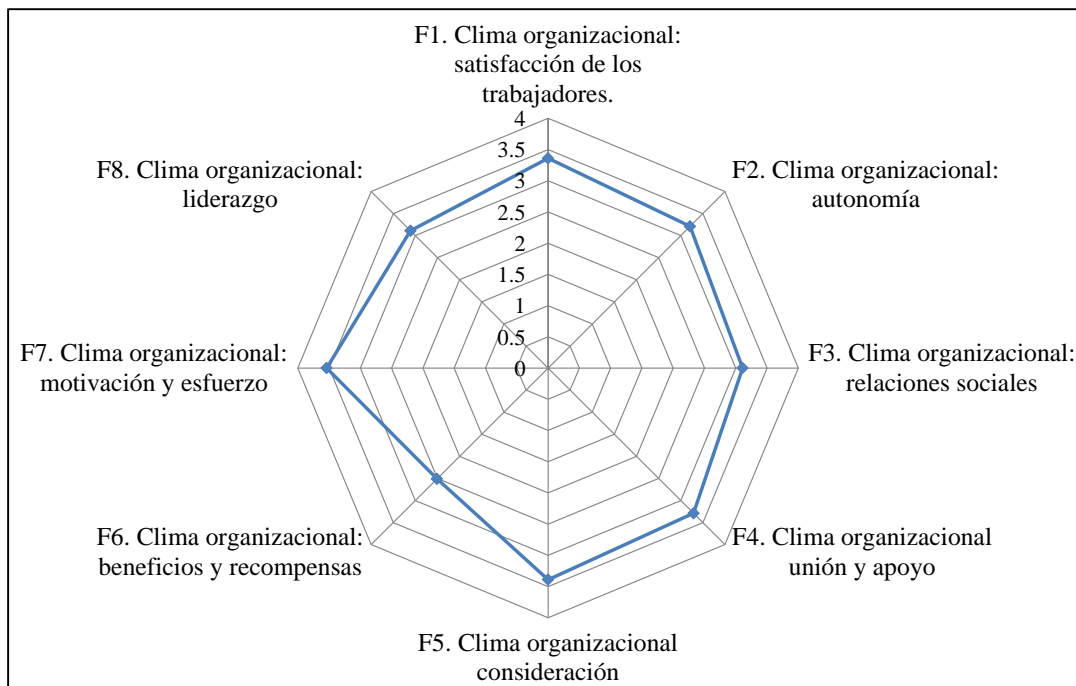 F1. Clima organizacional:
satisfacción de los
trabajadores.
F2. Clima organizacional:
autonomía
F3. Clima organizacional:
relaciones sociales
F4. Clima organizacional
unión y apoyo
F5. Clima organizacional
consideración
F6. Clima organizacional:
beneficios y recompensas
F7. Clima organizacional:
motivación y esfuerzo
F8. Clima organizacional:
liderazgo
4
3.5
3
2.5
2
1.5
1
0.5
0